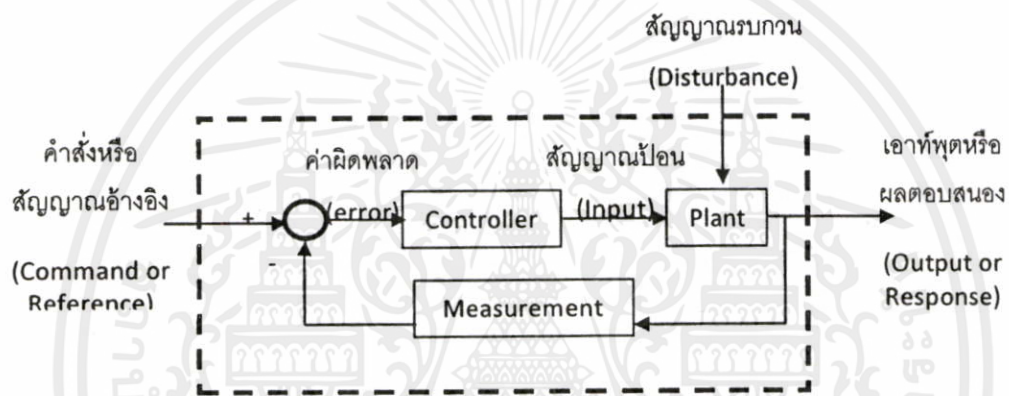 สัญญาณรบกวน
(Disturbance)
คำสั่งหรือ
สัญญาณอ้างอิง
(Command or
Reference)
+
-
ค่าผิดพลาด
(error)
Controller
สัญญาณป้อน
(Input)
Plant
Measurement
เอาท์พุตหรือ
ผลตอบสนอง
(Output or
Response)